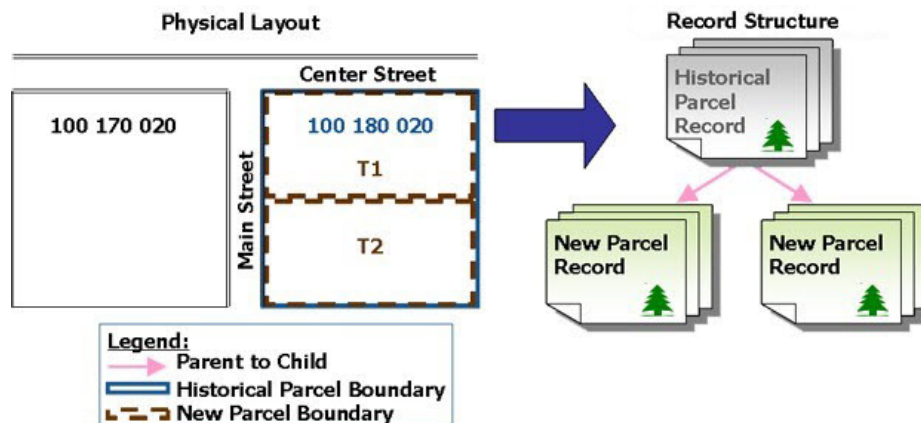 Physical Layout
Record Structure
Center Street
100 170 020
100 180 020
T1
Main Street
T2
Historical
Parcel
Record
New Parcel
Record
New Parcel
Record
Legend:
Parent to Child
Historical Parcel Boundary
New Parcel Boundary